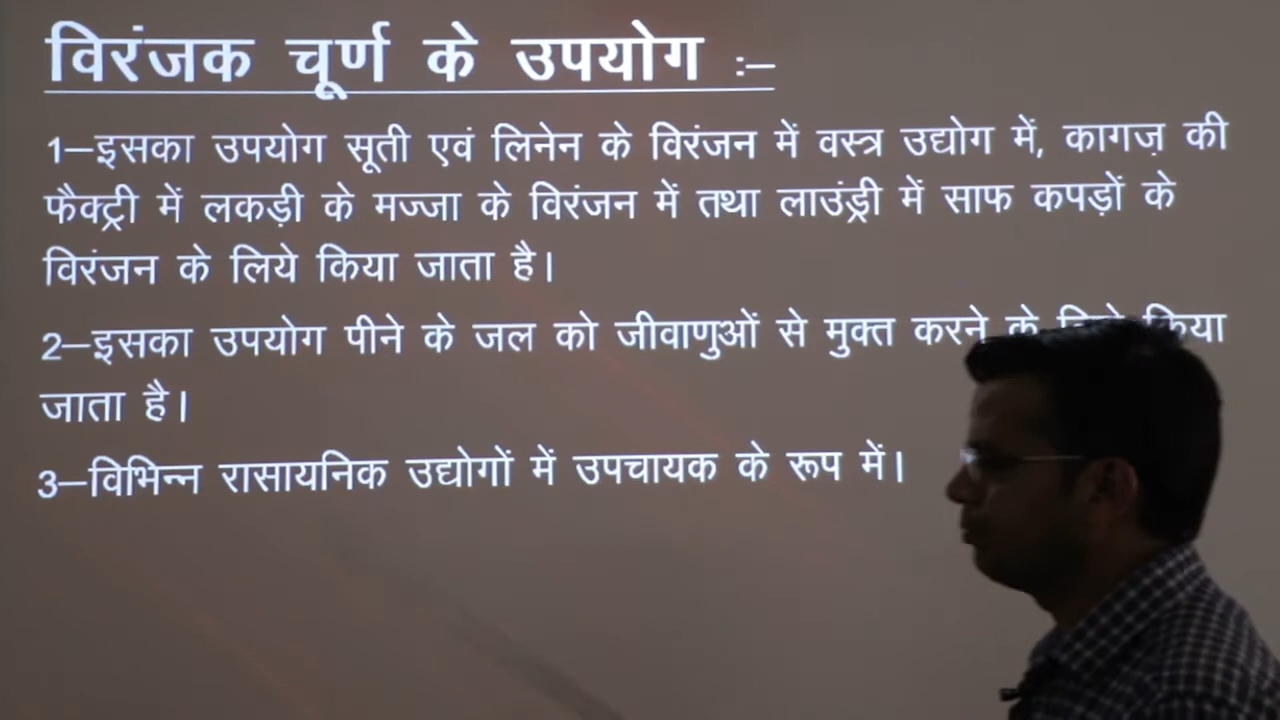 विरंजक चूर्ण के उपयोग :–
1–इसका उपयोग सूती एवं लिनेन के विरंजन में वस्त्र उद्योग में, कागज़ की
फैक्ट्री में लकड़ी के मज्जा के विरंजन में तथा लाउंड्री में साफ कपड़ों के
विरंजन के लिये किया जाता है।
2–इसका उपयोग पीने के जल को जीवाणुओं से मुक्त करने के किया
जाता है।
3–विभिन्न रासायनिक उद्योगों में उपचायक के रूप में।